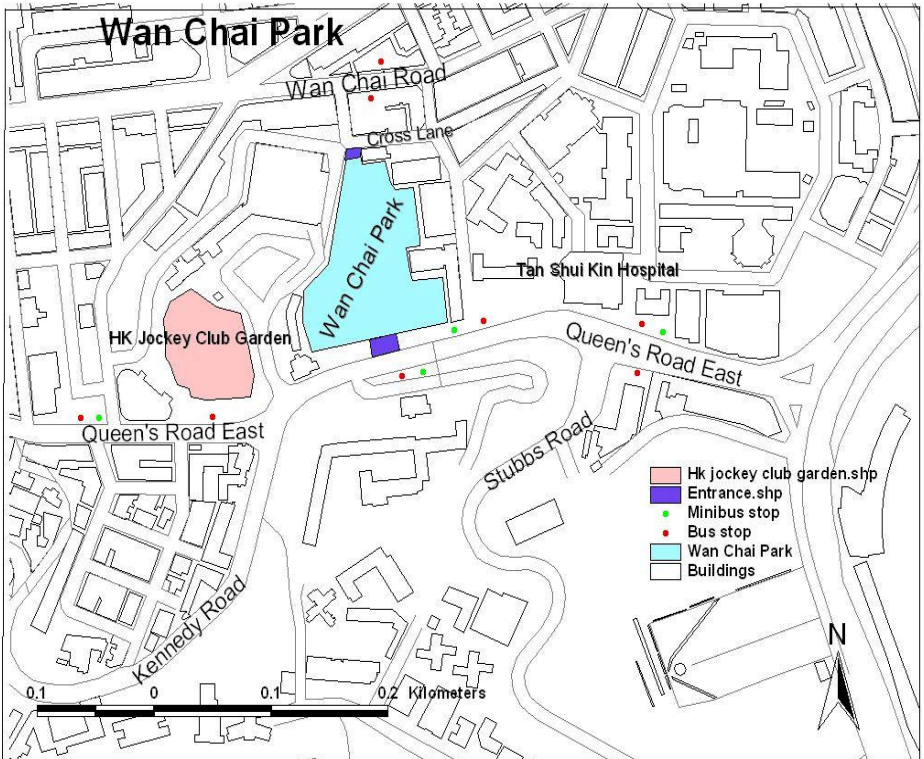 Wan Chai Park
Wan Chai Road
Cross Lane
Wan Chai Park
Tan Shui Kin Hospital
HK Jockey Club Garden
Queen's Road East
Queen's Road East
Stubbs Road
Kennedy Road
Hk jockey club garden.shp
Entrance.shp
Minibus stop
Bus stop
Wan Chai Park
Buildings
N
0.1 0 0.1 0.2 Kilometers